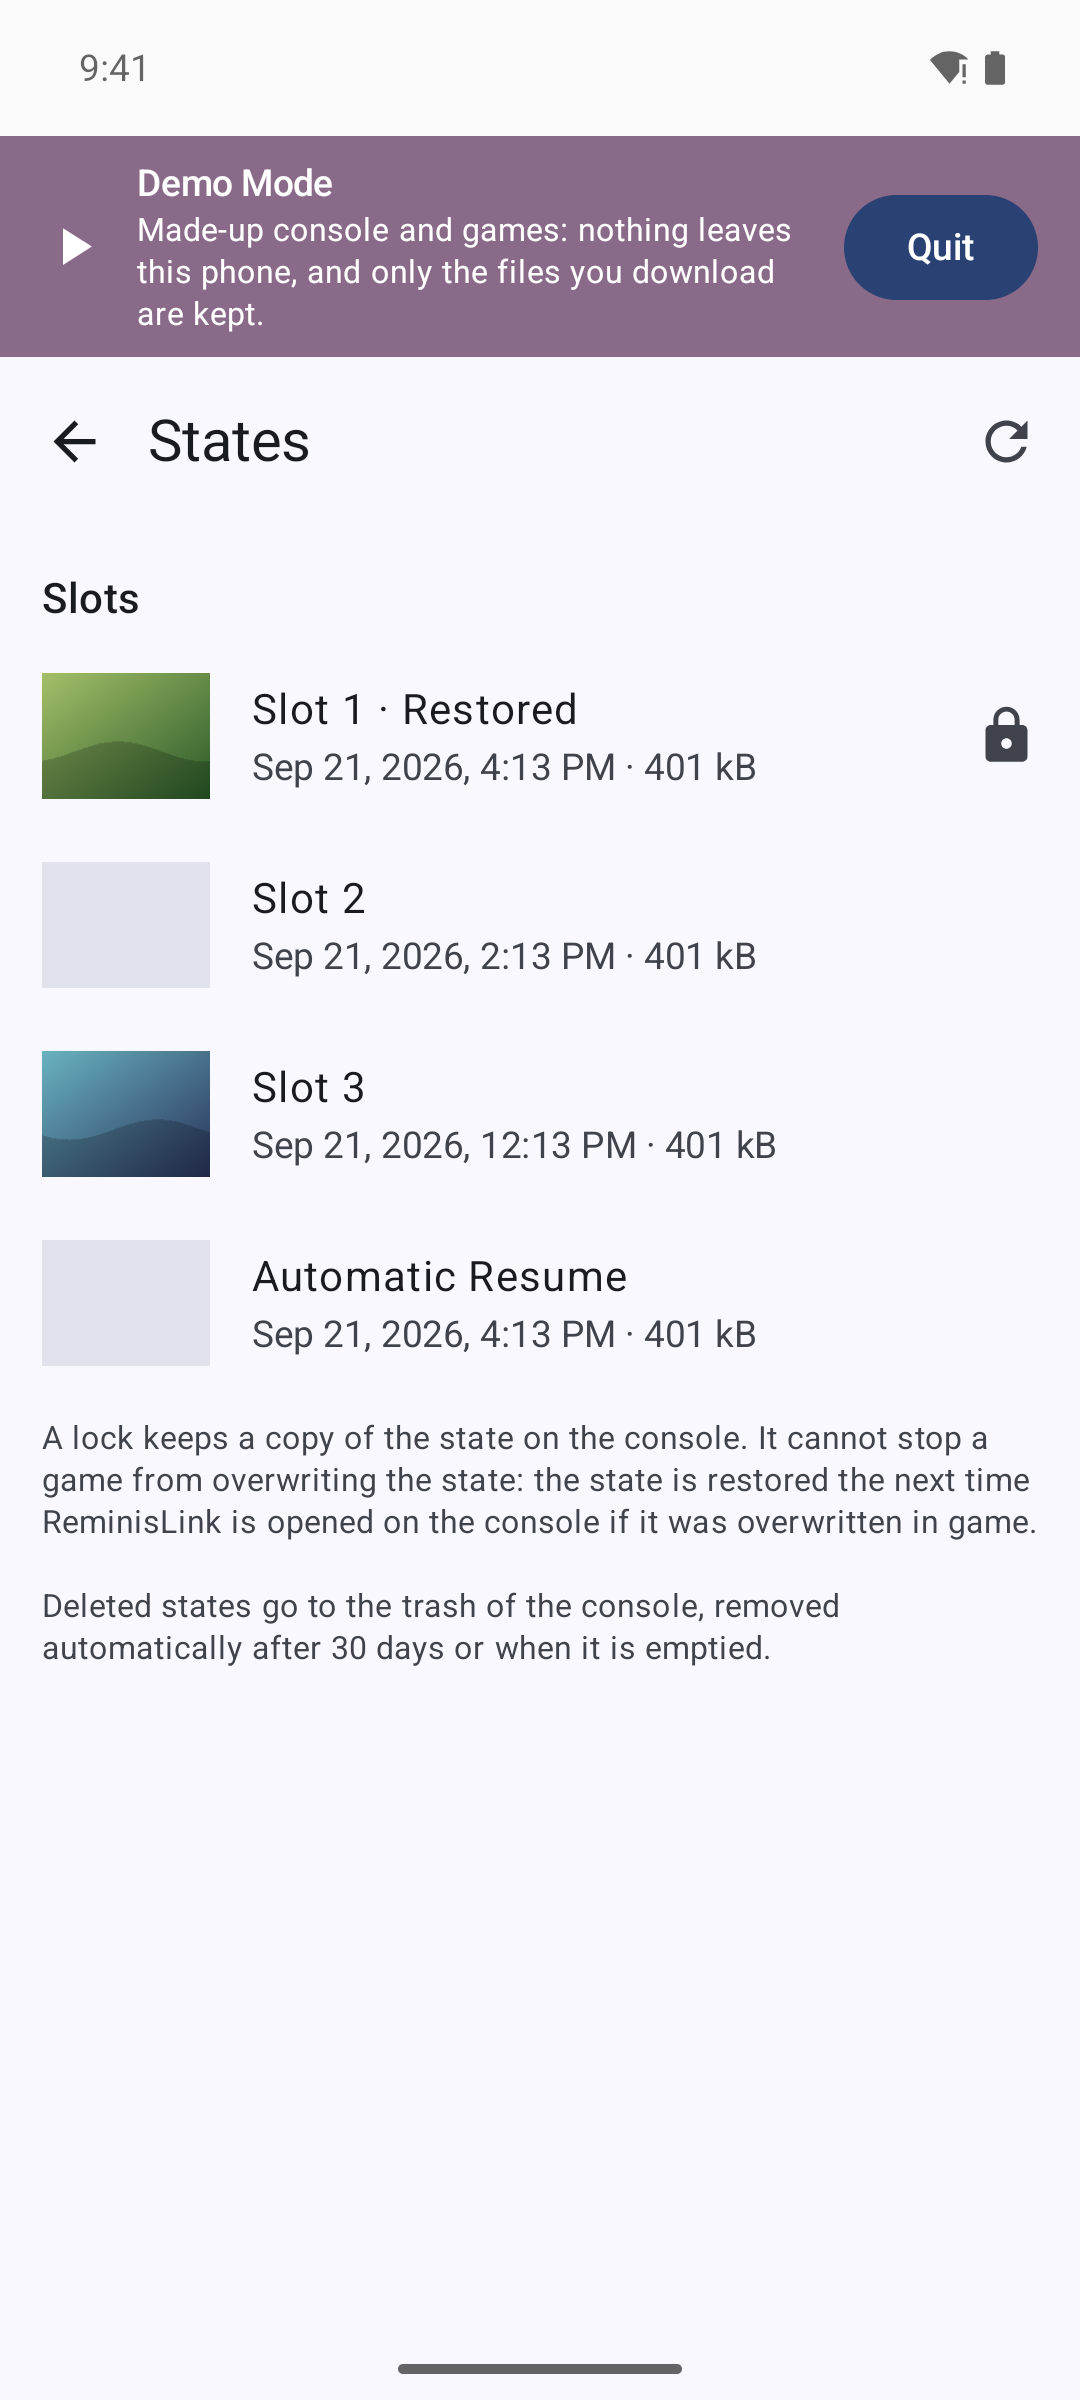 9:41
Demo Mode
Made-up console and games: nothing leaves
this phone, and only the files you download
are kept.
Quit
States
Slots
Slot 1 · Restored
Sep 21, 2026, 4:13 PM · 401 kB
Slot 2
Sep 21, 2026, 2:13 PM · 401 kB
Slot 3
Sep 21, 2026, 12:13 PM · 401 kB
Automatic Resume
Sep 21, 2026, 4:13 PM · 401 kB
A lock keeps a copy of the state on the console. It cannot stop a
game from overwriting the state: the state is restored the next time
ReminisLink is opened on the console if it was overwritten in game.
Deleted states go to the trash of the console, removed
automatically after 30 days or when it is emptied.